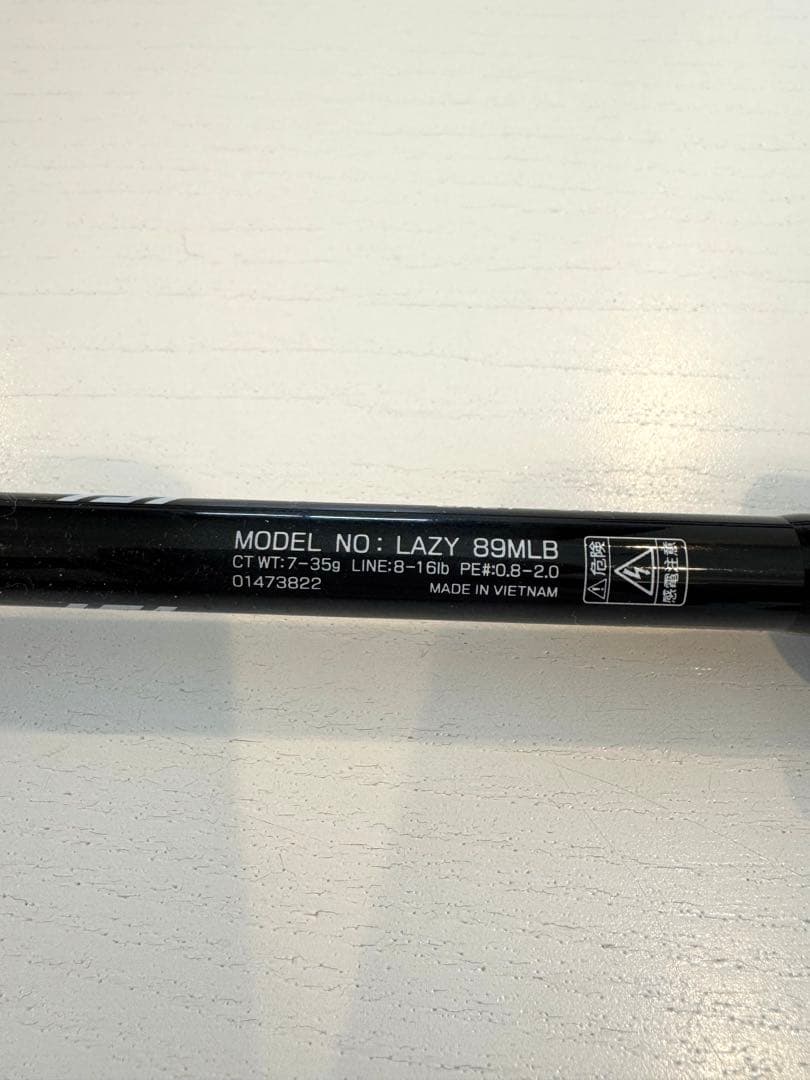 MODEL NO: LAZY 89MLB
CT WT:7-35g LINE:8-16lb PE#:0.8-2.0
01473822 MADE IN VIETNAM
危険
感電注意